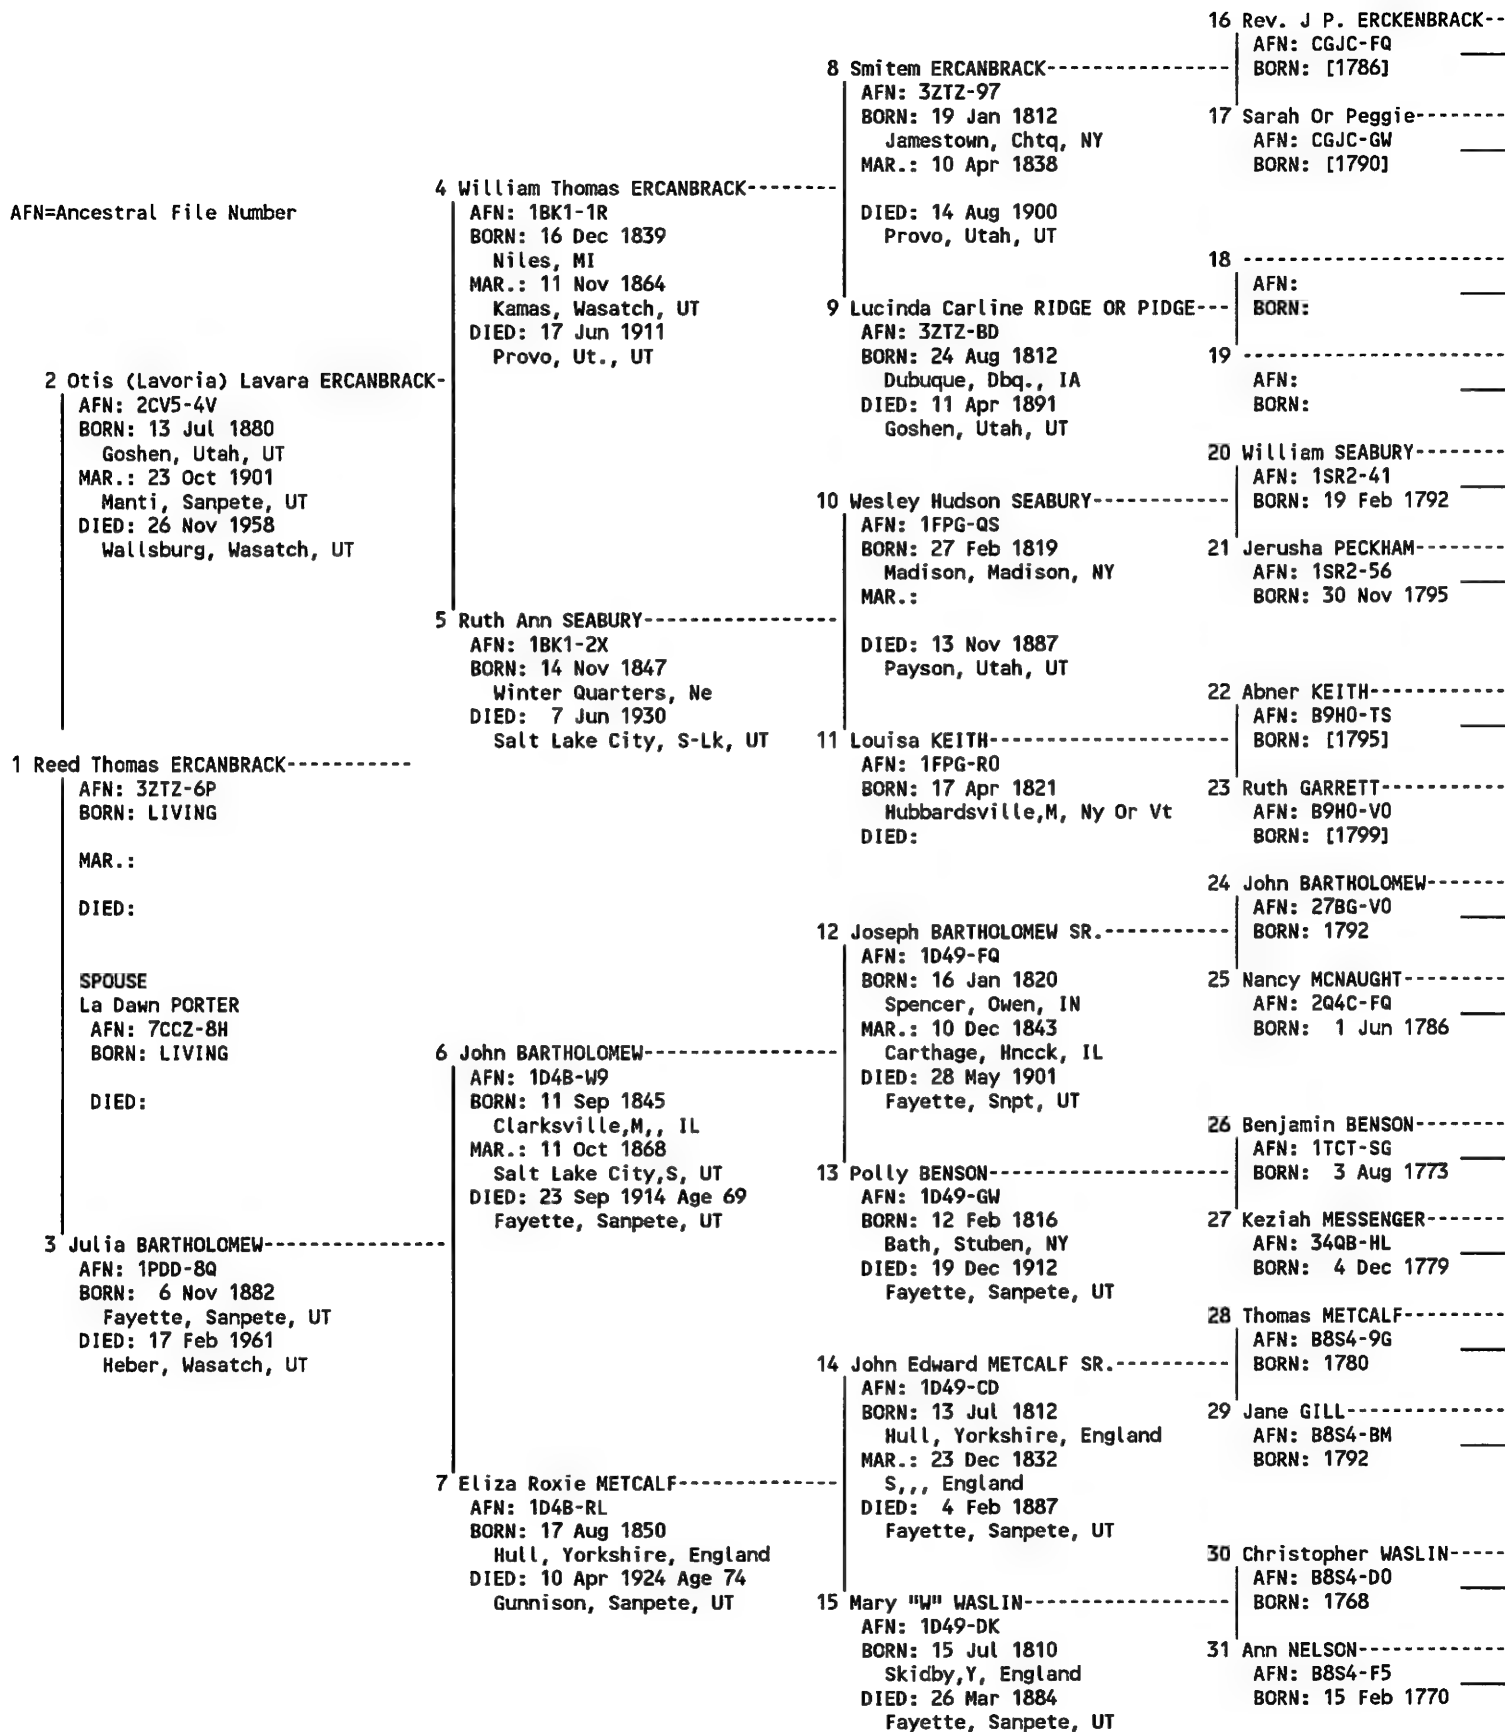 AFN=Ancestral File Number
1 Reed Thomas ERCANBRACK-----------
AFN: 3ZTZ-6P
BORN: LIVING
MAR.:
DIED:
SPOUSE
La Dawn PORTER
AFN: 7CCZ-8H
BORN: LIVING
DIED:
2 Otis (Lavoria) Lavara ERCANBRACK-
AFN: 2CV5-4V
BORN: 13 Jul 1880
Goshen, Utah, UT
MAR.: 23 Oct 1901
Manti, Sanpete, UT
DIED: 26 Nov 1958
Wallsburg, Wasatch, UT
3 Julia BARTHOLOMEW---------------
AFN: 1PDD-8Q
BORN: 6 Nov 1882
Fayette, Sanpete, UT
DIED: 17 Feb 1961
Heber, Wasatch, UT
4 William Thomas ERCANBRACK--------
AFN: 1BK1-1R
BORN: 16 Dec 1839
Niles, MI
MAR.: 11 Nov 1864
Kamas, Wasatch, UT
DIED: 17 Jun 1911
Provo, Ut., UT
5 Ruth Ann SEABURY-----------------
AFN: 1BK1-2X
BORN: 14 Nov 1847
Winter Quarters, Ne
DIED: 7 Jun 1930
Salt Lake City, S-Lk, UT
6 John BARTHOLOMEW-----------------
AFN: 1D4B-W9
BORN: 11 Sep 1845
Clarksville,M,, IL
MAR.: 11 Oct 1868
Salt Lake City,S, UT
DIED: 23 Sep 1914 Age 69
Fayette, Sanpete, UT
7 Eliza Roxie METCALF--------------
AFN: 1D4B-RL
BORN: 17 Aug 1850
Hull, Yorkshire, England
DIED: 10 Apr 1924 Age 74
Gunnison, Sanpete, UT
8 Smitem ERCANBRACK----------------
AFN: 3ZTZ-97
BORN: 19 Jan 1812
Jamestown, Chtq, NY
MAR.: 10 Apr 1838
DIED: 14 Aug 1900
Provo, Utah, UT
9 Lucinda Carline RIDGE OR PIDGE---
AFN: 3ZTZ-BD
BORN: 24 Aug 1812
Dubuque, Dbq., IA
DIED: 11 Apr 1891
Goshen, Utah, UT
10 Wesley Hudson SEABURY------------
AFN: 1FPG-QS
BORN: 27 Feb 1819
Madison, Madison, NY
MAR.:
DIED: 13 Nov 1887
Payson, Utah, UT
11 Louisa KEITH---------------------
AFN: 1FPG-R0
BORN: 17 Apr 1821
Hubbardsville,M, Ny Or Vt
DIED:
12 Joseph BARTHOLOMEW SR.-----------
AFN: 1D49-FQ
BORN: 16 Jan 1820
Spencer, Owen, IN
MAR.: 10 Dec 1843
Carthage, Hncck, IL
DIED: 28 May 1901
Fayette, Snpt, UT
13 Polly BENSON---------------------
AFN: 1D49-GW
BORN: 12 Feb 1816
Bath, Stuben, NY
DIED: 19 Dec 1912
Fayette, Sanpete, UT
14 John Edward METCALF SR.----------
AFN: 1D49-CD
BORN: 13 Jul 1812
Hull, Yorkshire, England
MAR.: 23 Dec 1832
S,,, England
DIED: 4 Feb 1887
Fayette, Sanpete, UT
15 Mary "W" WASLIN------------------
AFN: 1D49-DK
BORN: 15 Jul 1810
Skidby,Y, England
DIED: 26 Mar 1884
Fayette, Sanpete, UT
16 Rev. J P. ERCKENBRACK--
AFN: CGJC-FQ
BORN: [1786]
17 Sarah Or Peggie--------
AFN: CGJC-GW
BORN: [1790]
18 ----------------------
AFN:
BORN:
19 ----------------------
AFN:
BORN:
20 William SEABURY--------
AFN: 1SR2-41
BORN: 19 Feb 1792
21 Jerusha PECKHAM--------
AFN: 1SR2-56
BORN: 30 Nov 1795
22 Abner KEITH------------
AFN: B9H0-TS
BORN: [1795]
23 Ruth GARRETT-----------
AFN: B9H0-V0
BORN: [1799]
24 John BARTHOLOMEW-------
AFN: 27BG-V0
BORN: 1792
25 Nancy MCNAUGHT---------
AFN: 2Q4C-FQ
BORN: 1 Jun 1786
26 Benjamin BENSON--------
AFN: 1TCT-SG
BORN: 3 Aug 1773
27 Keziah MESSENGER-------
AFN: 34QB-HL
BORN: 4 Dec 1779
28 Thomas METCALF---------
AFN: B8S4-9G
BORN: 1780
29 Jane GILL--------------
AFN: B8S4-BM
BORN: 1792
30 Christopher WASLIN-----
AFN: B8S4-D0
BORN: 1768
31 Ann NELSON-------------
AFN: B8S4-F5
BORN: 15 Feb 1770